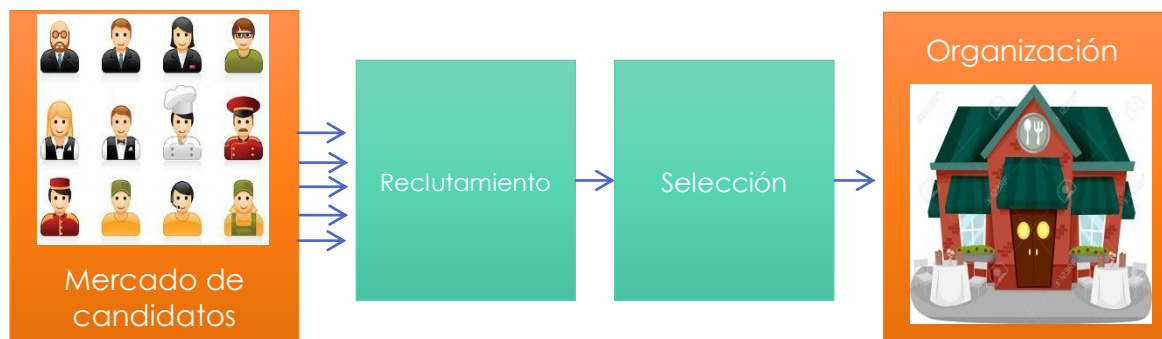 Mercado de
candidatos
Reclutamiento
Selección
Organización